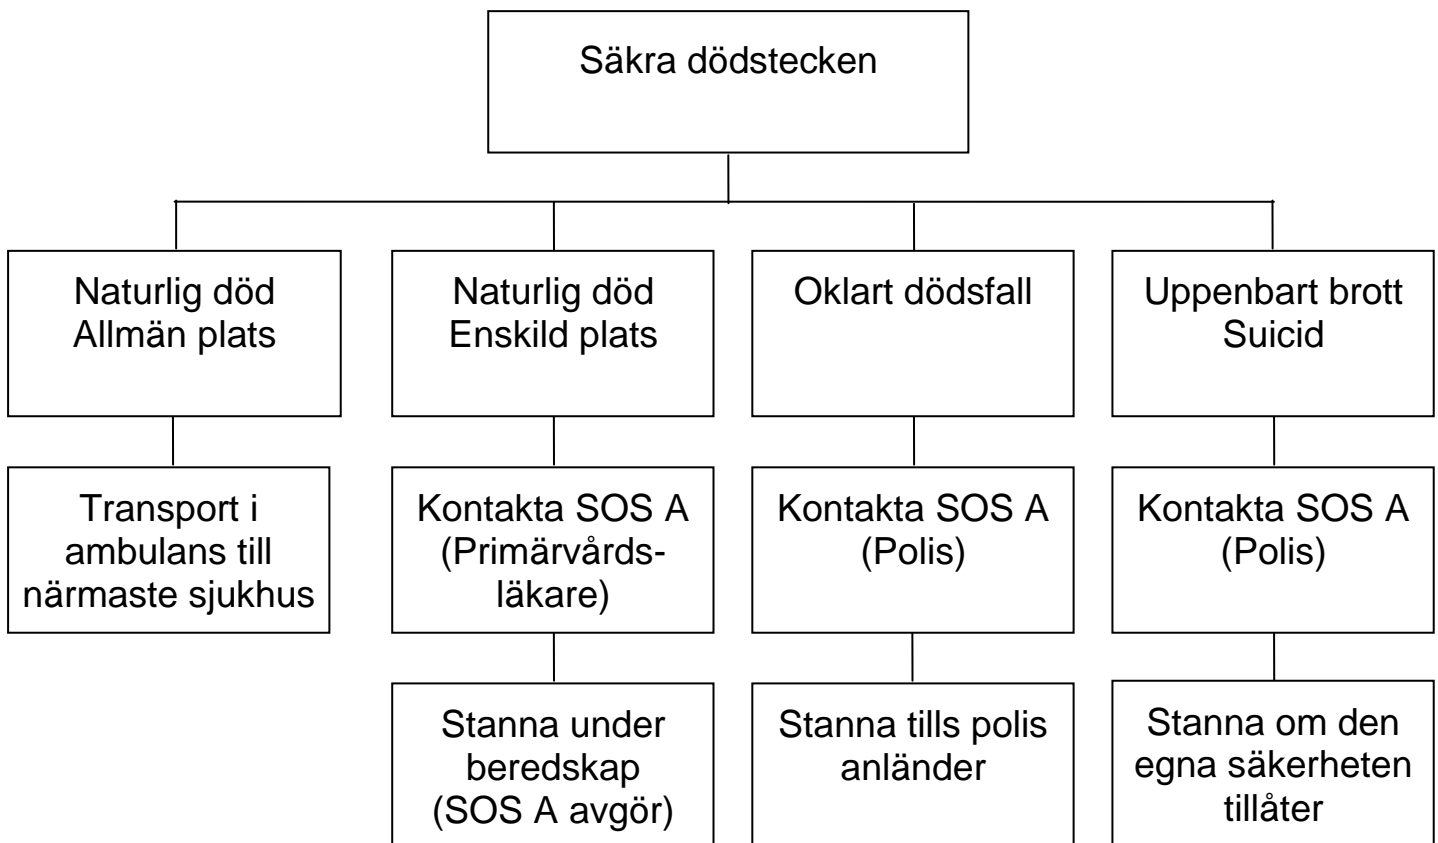 Säkra dödstecken
Naturlig död
Allmän plats
Naturlig död
Enskild plats
Oklart dödsfall
Uppenbart brott
Suicid
Transport i
ambulans till
närmaste sjukhus
Kontakta SOS A
(Primärvårds-
läkare)
Kontakta SOS A
(Polis)
Kontakta SOS A
(Polis)
Stanna under
beredskap
(SOS A avgör)
Stanna tills polis
anländer
Stanna om den
egna säkerheten
tillåter